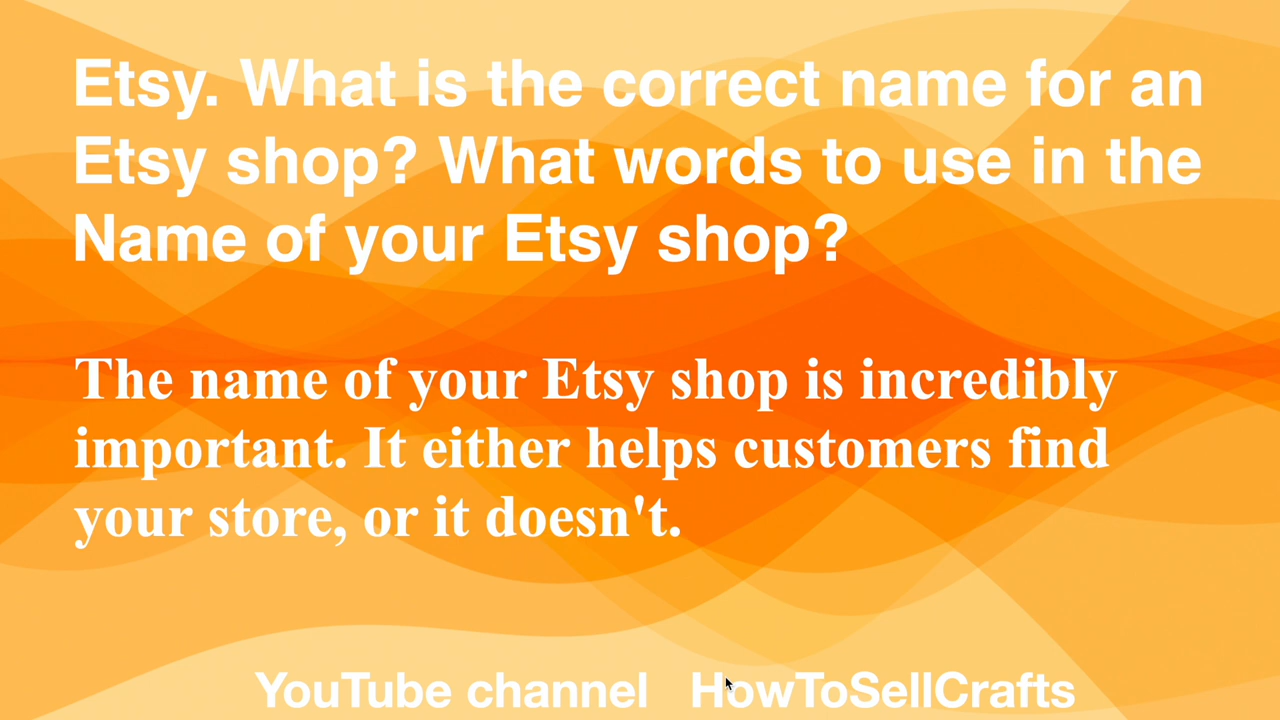 Etsy. What is the correct name for an
Etsy shop? What words to use in the
Name of your Etsy shop?
The name of your Etsy shop is incredibly
important. It either helps customers find
your store, or it doesn't.
YouTube channel HowToSellCrafts